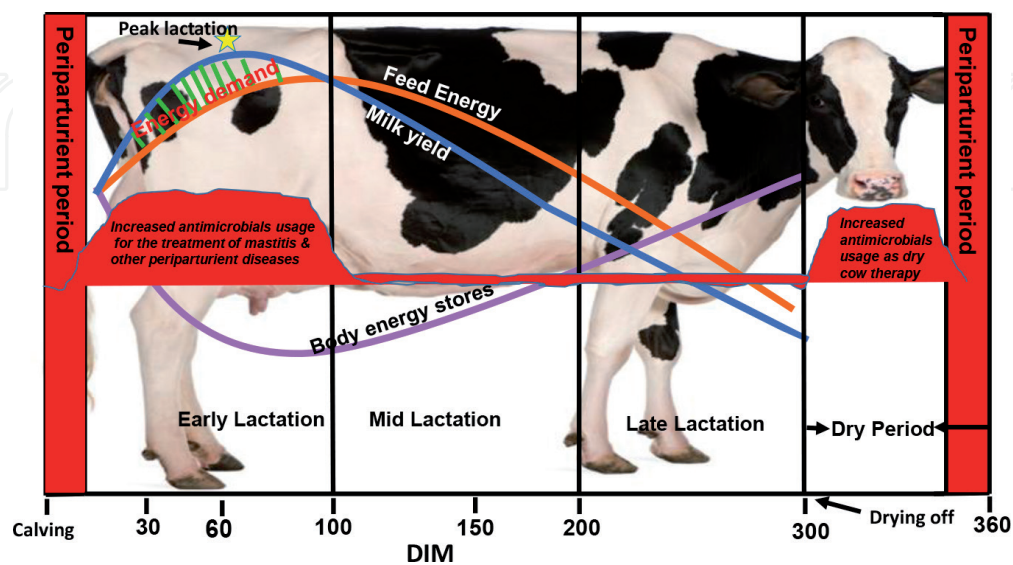 Peak lactation
Periparturient period
Energy demand
Feed Energy
Milk yield
Periparturient period
Increased antimicrobials usage
for the treatment of mastitis &
other periparturient diseases
Increased
antimicrobials
usage as dry
cow therapy
Body energy stores
Early Lactation
Mid Lactation
Late Lactation
Dry Period
Calving
30
60
100
150
200
300
Drying off
360
DIM